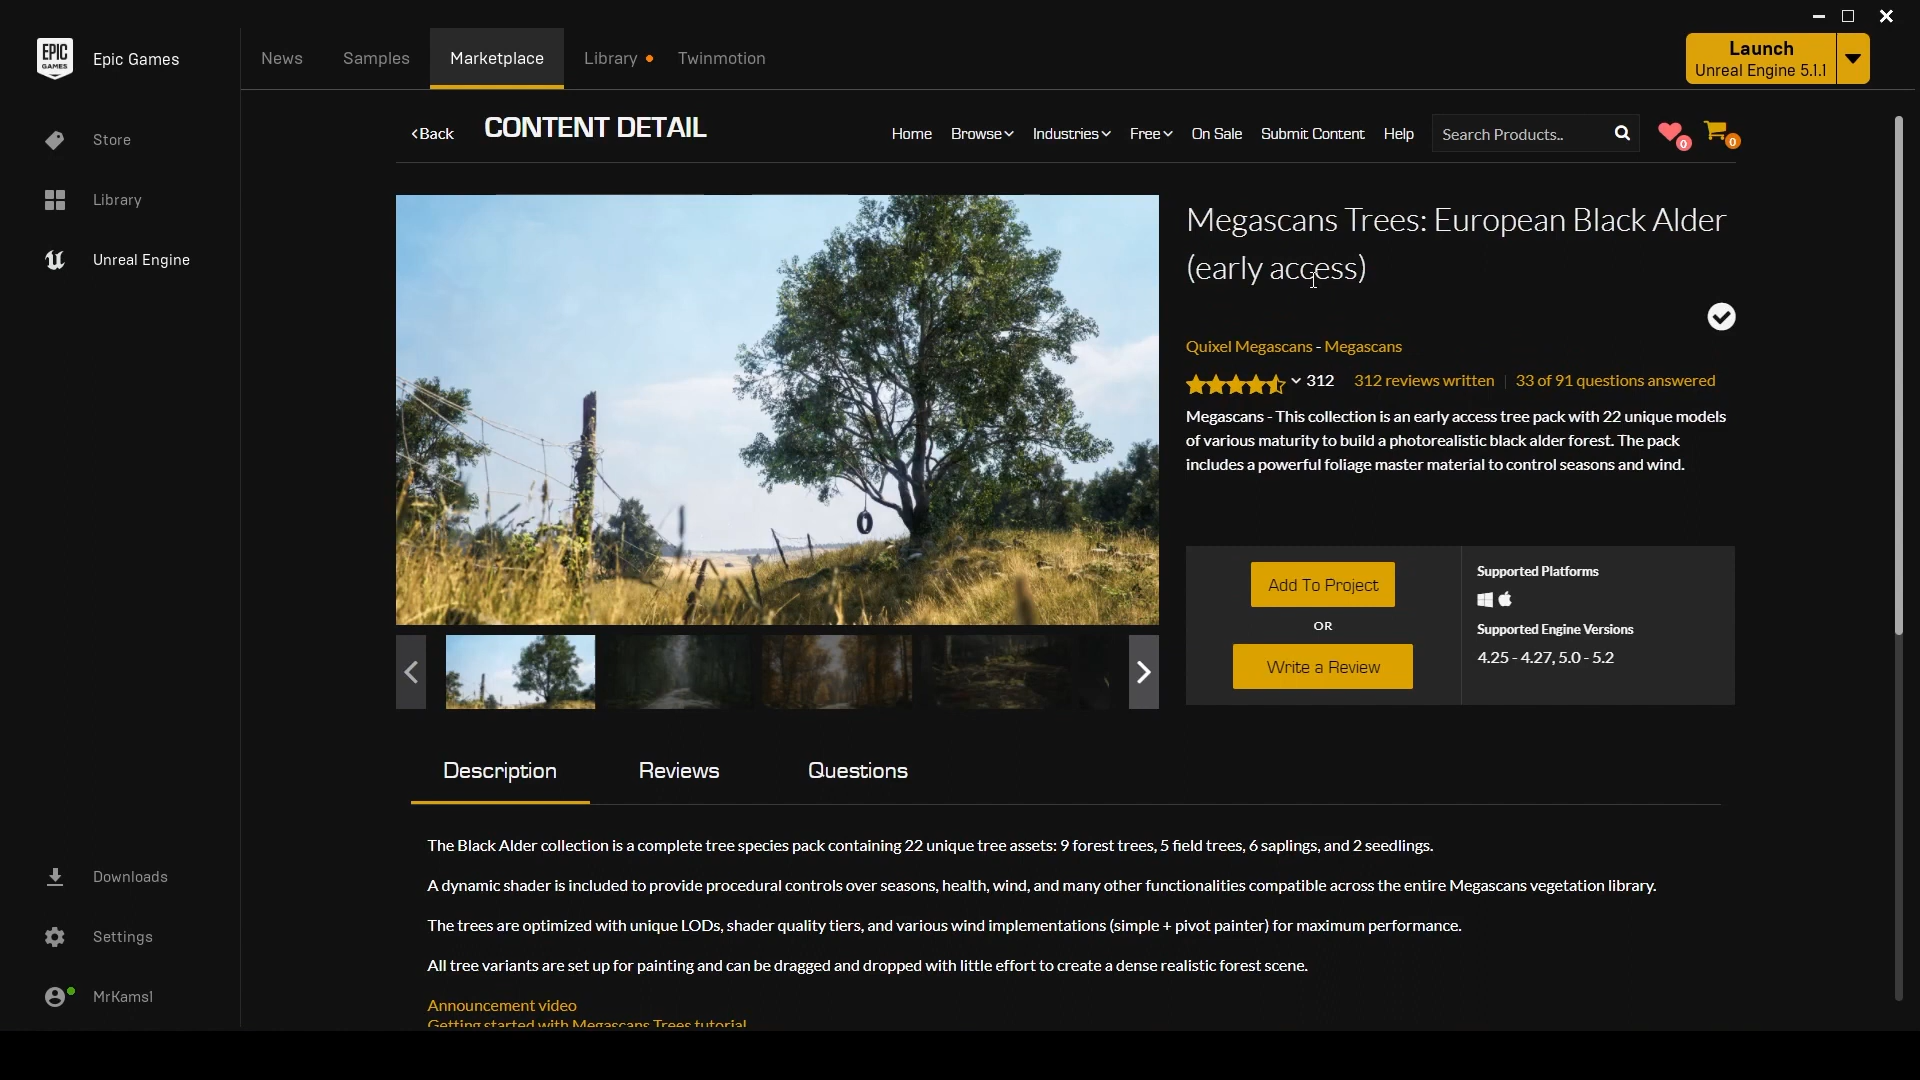 EPIC GAMES
Epic Games
News
Samples
Marketplace
Library
Twinmotion
Launch
Unreal Engine 5.1.1
Store
Library
Unreal Engine
Back
CONTENT DETAIL
Home
Browse
Industries
Free
On Sale
Submit Content
Help
Search Products..
0
0
Megascans Trees: European Black Alder
(early access)
Quixel Megascans - Megascans
312
312 reviews written
33 of 91 questions answered
Megascans - This collection is an early access tree pack with 22 unique models
of various maturity to build a photorealistic black alder forest. The pack
includes a powerful foliage master material to control seasons and wind.
Add To Project
OR
Write a Review
Supported Platforms
Supported Engine Versions
4.25 - 4.27, 5.0 - 5.2
Description
Reviews
Questions
The Black Alder collection is a complete tree species pack containing 22 unique tree assets: 9 forest trees, 5 field trees, 6 saplings, and 2 seedlings.
A dynamic shader is included to provide procedural controls over seasons, health, wind, and many other functionalities compatible across the entire Megascans vegetation library.
The trees are optimized with unique LODs, shader quality tiers, and various wind implementations (simple + pivot painter) for maximum performance.
All tree variants are set up for painting and can be dragged and dropped with little effort to create a dense realistic forest scene.
Announcement video
Getting started with Megascans Trees tutorial
Downloads
Settings
MrKams1